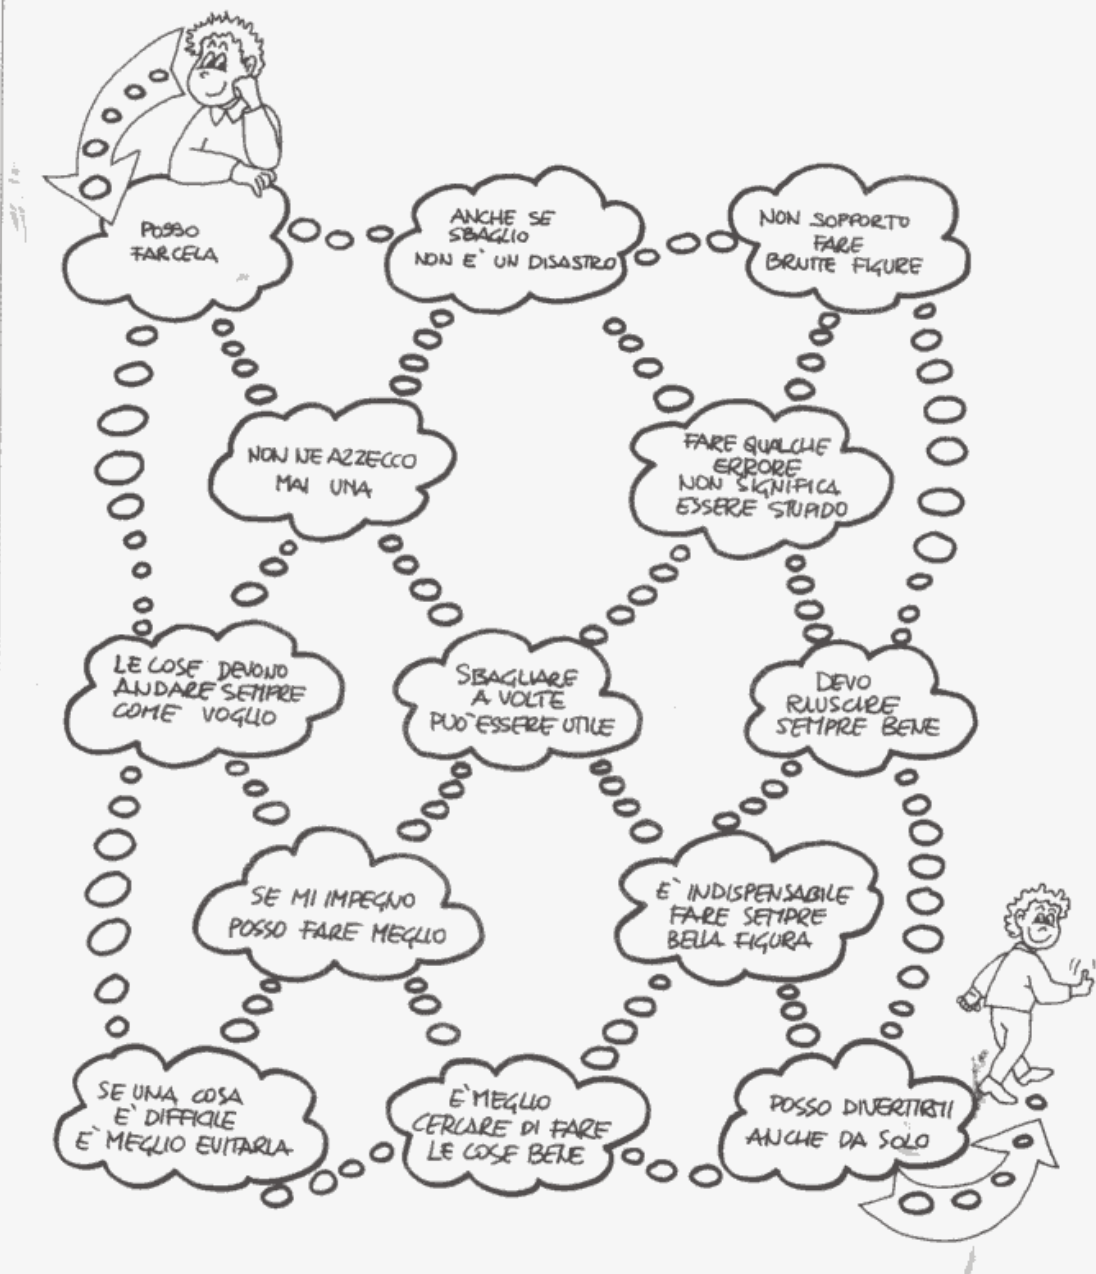 POSSO
FARCELA
ANCHE SE
SBAGLIO
NON E' UN DISASTRO
NON SOPPORTO
FARE
BRUTTE FIGURE
NON NE AZZECCO
MAI UNA
FARE QUALCHE
ERRORE
NON SIGNIFICA
ESSERE STUPIDO
LE COSE DEVONO
ANDARE SEMPRE
COME VOGLIO
SBAGLIARE
A VOLTE
PUO' ESSERE UTILE
DEVO
RIUSCIRE
SEMPRE BENE
SE MI IMPEGNO
POSSO FARE MEGLIO
E' INDISPENSABILE
FARE SEMPRE
BELLA FIGURA
SE UNA COSA
E' DIFFICILE
E' MEGLIO EVITARLA
E' MEGLIO
CERCARE DI FARE
LE COSE BENE
POSSO DIVERTIRMI
ANCHE DA SOLO